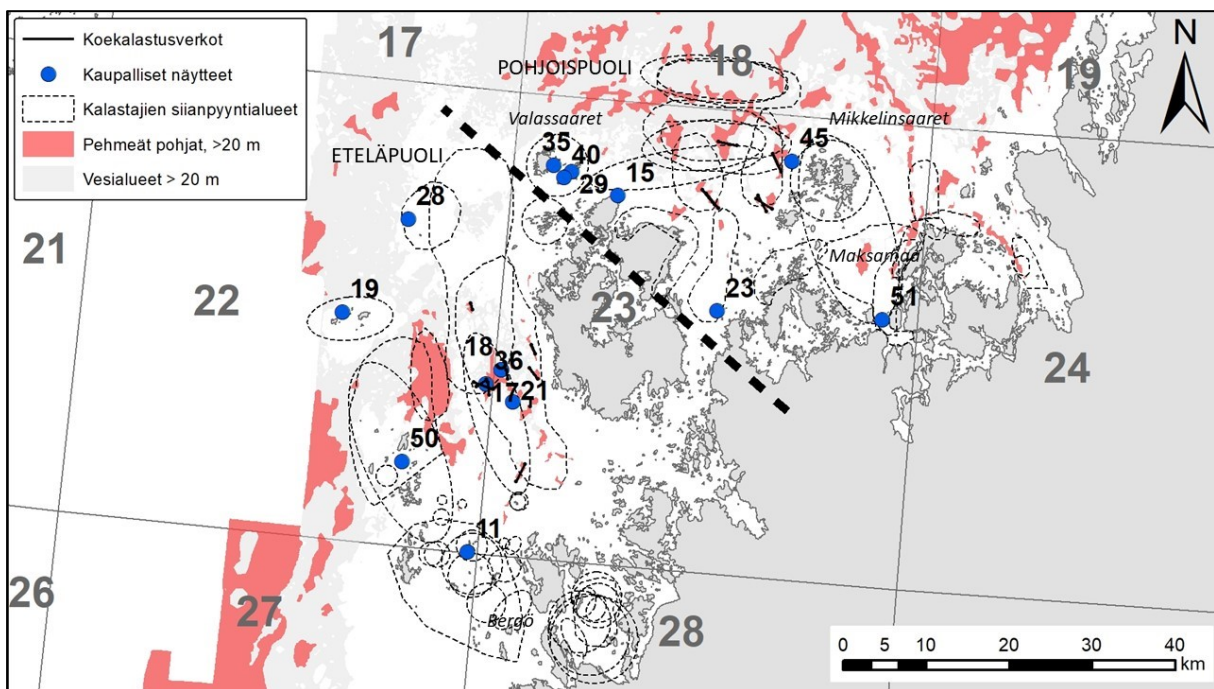 Koekalastusverkot
Kaupalliset näytteet
Kalastajien siianpyyntialueet
Pehmeät pohjat, >20 m
Vesialueet > 20 m
17
18
19
N
POHJOISPUOLI
Valassaaret
Mikkelinsaaret
ETELÄPUOLI
35
40
29
15
45
28
21
22
19
23
23
Maksamaa
51
24
18
36
17
21
50
11
26
27
Bergö
28
0 10 20 30 40
km